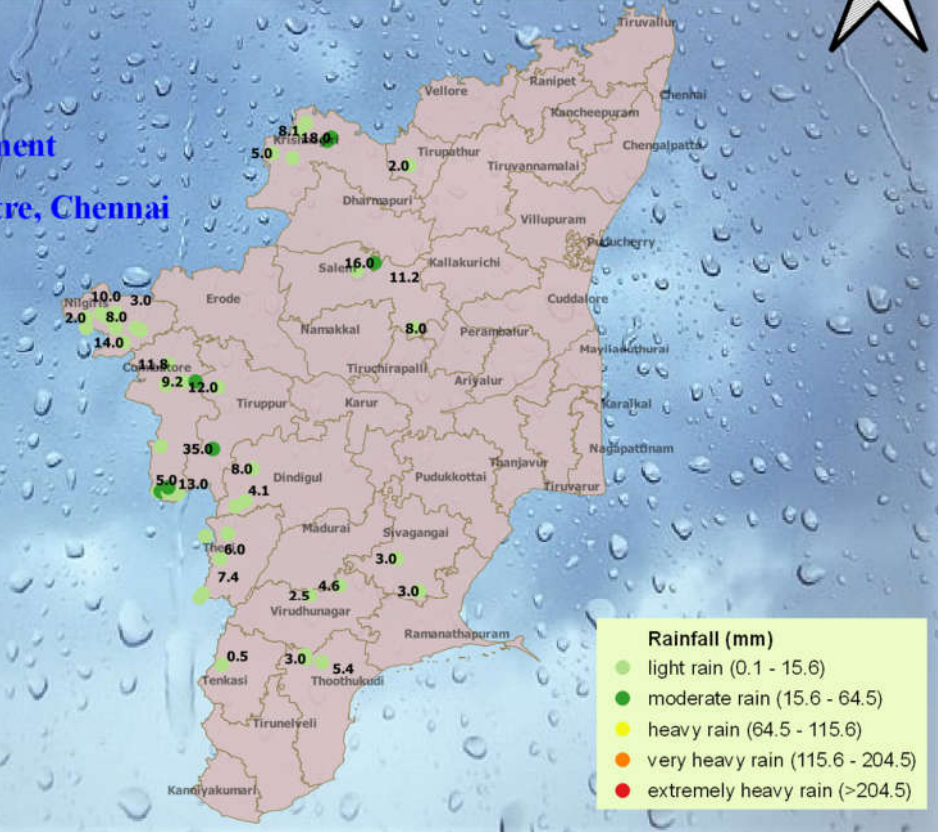 ment
tre, Chennai
Tiruvallur
Ranipet
Vellore
Chennai
Kancheepuram
8.1
18.0
5.0
Chengalpattu
Tirupathur
2.0
Tiruvannamalai
Dharmapuri
Villupuram
Puducherry
16.0
Salem
Kallakurichi
11.2
10.0
3.0
Nilgiris
Erode
Cuddalore
2.0
8.0
Namakkal
8.0
Perambalur
14.0
Mayiladuthurai
11.8
Coimbatore
Tiruchirapalli
9.2
12.0
Ariyalur
Tiruppur
Karur
Karaikal
35.0
Nagapattinam
8.0
Thanjavur
5.0
13.0
Dindigul
Pudukkottai
4.1
Tiruvarur
Madurai
Sivagangai
6.0
3.0
7.4
2.5
4.6
3.0
Virudhunagar
Ramanathapuram
0.5
3.0
5.4
Tenkasi
Thoothukudi
Tirunelveli
Kanniyakumari
Rainfall (mm)
light rain (0.1 - 15.6)
moderate rain (15.6 - 64.5)
heavy rain (64.5 - 115.6)
very heavy rain (115.6 - 204.5)
extremely heavy rain (>204.5)